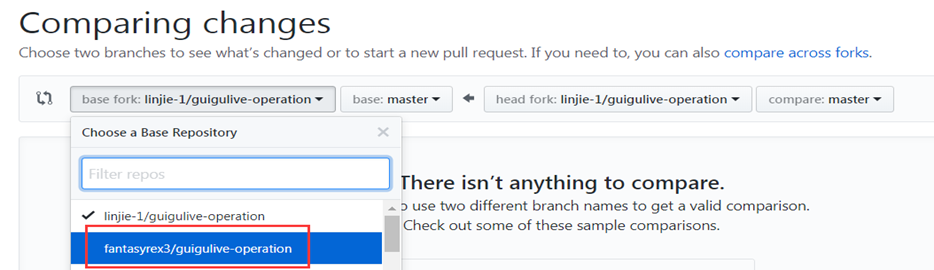 Comparing changes
Choose two branches to see what's changed or to start a new pull request. If you need to, you can also compare across forks.
base fork: linjie-1/guigulive-operation base: master head fork: linjie-1/guigulive-operation compare: master
Choose a Base Repository
Filter repos
There isn't anything to compare.
o use two different branch names to get a valid comparison.
linjie-1/guigulive-operation
Check out some of these sample comparisons.
fantasyrex3/guigulive-operation